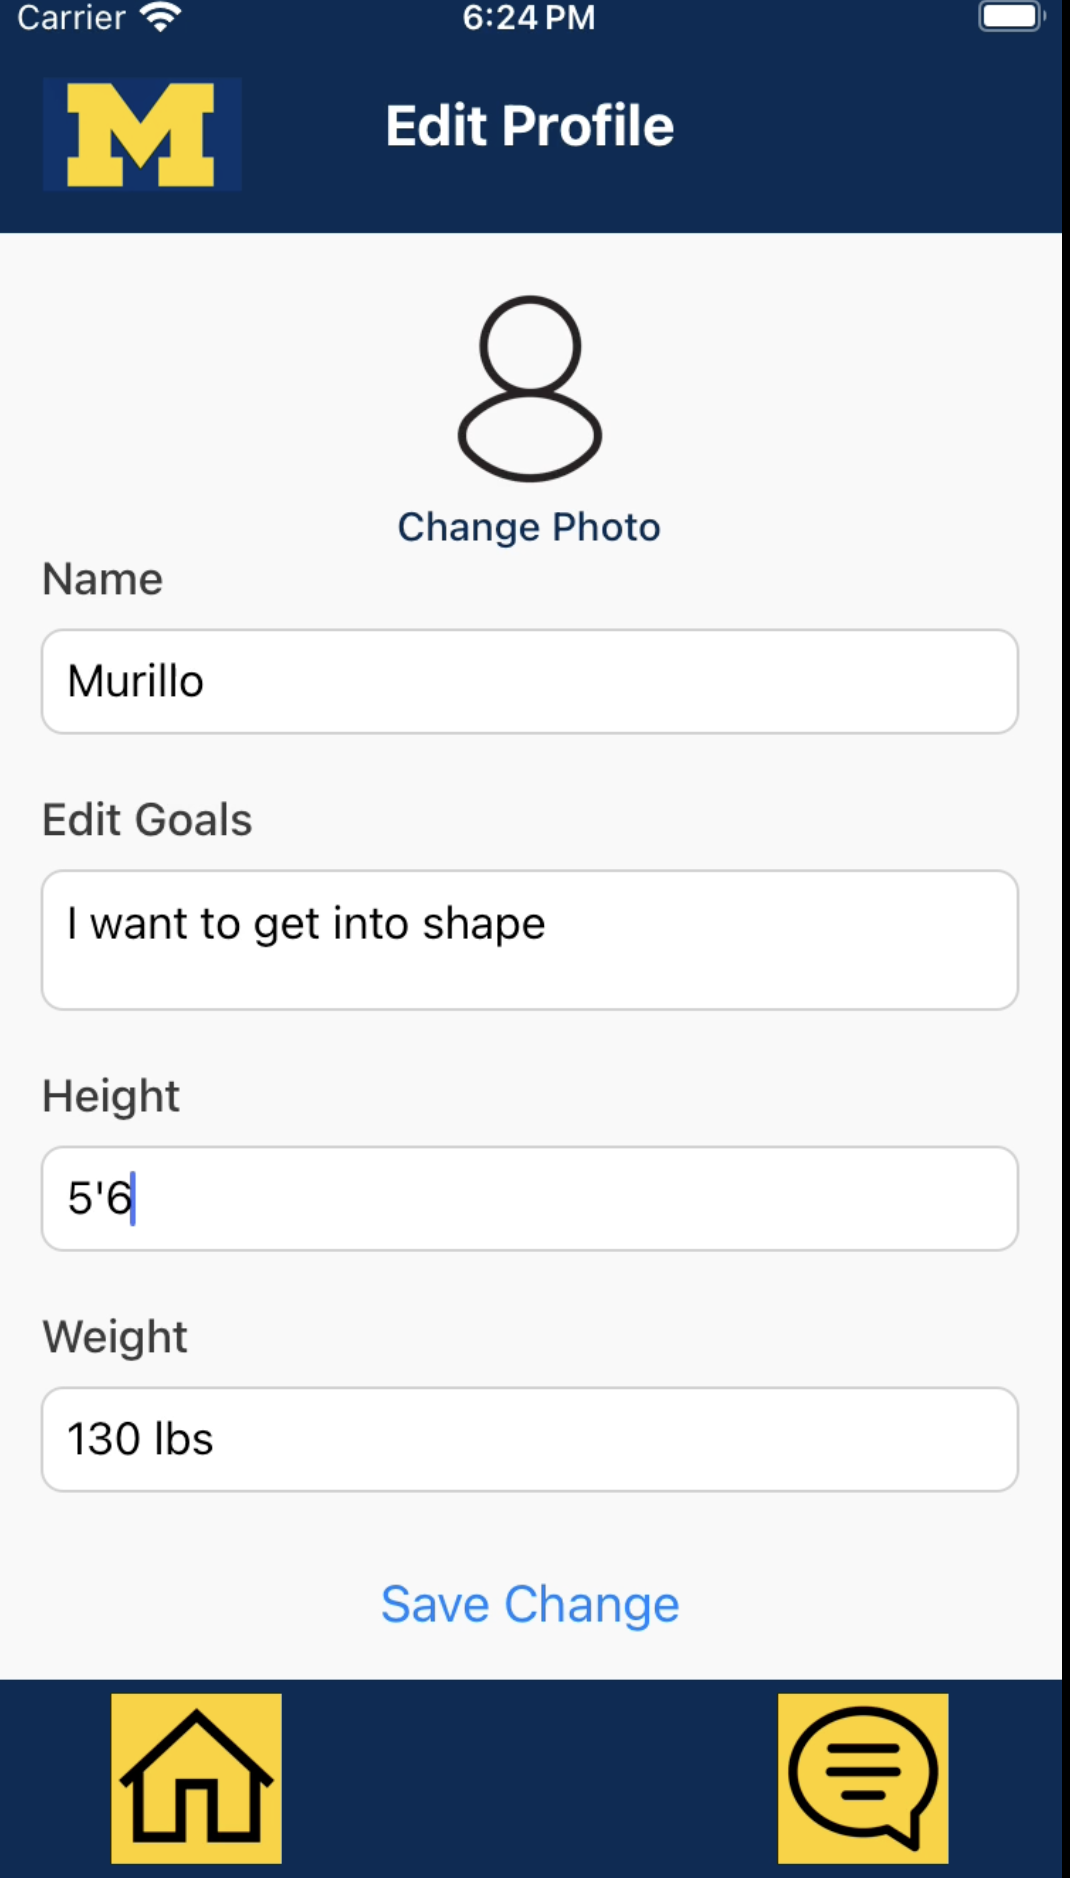 Carrier 6:24 PM
M Edit Profile
Change Photo
Name
Murillo
Edit Goals
I want to get into shape
Height
5'6
Weight
130 lbs
Save Change